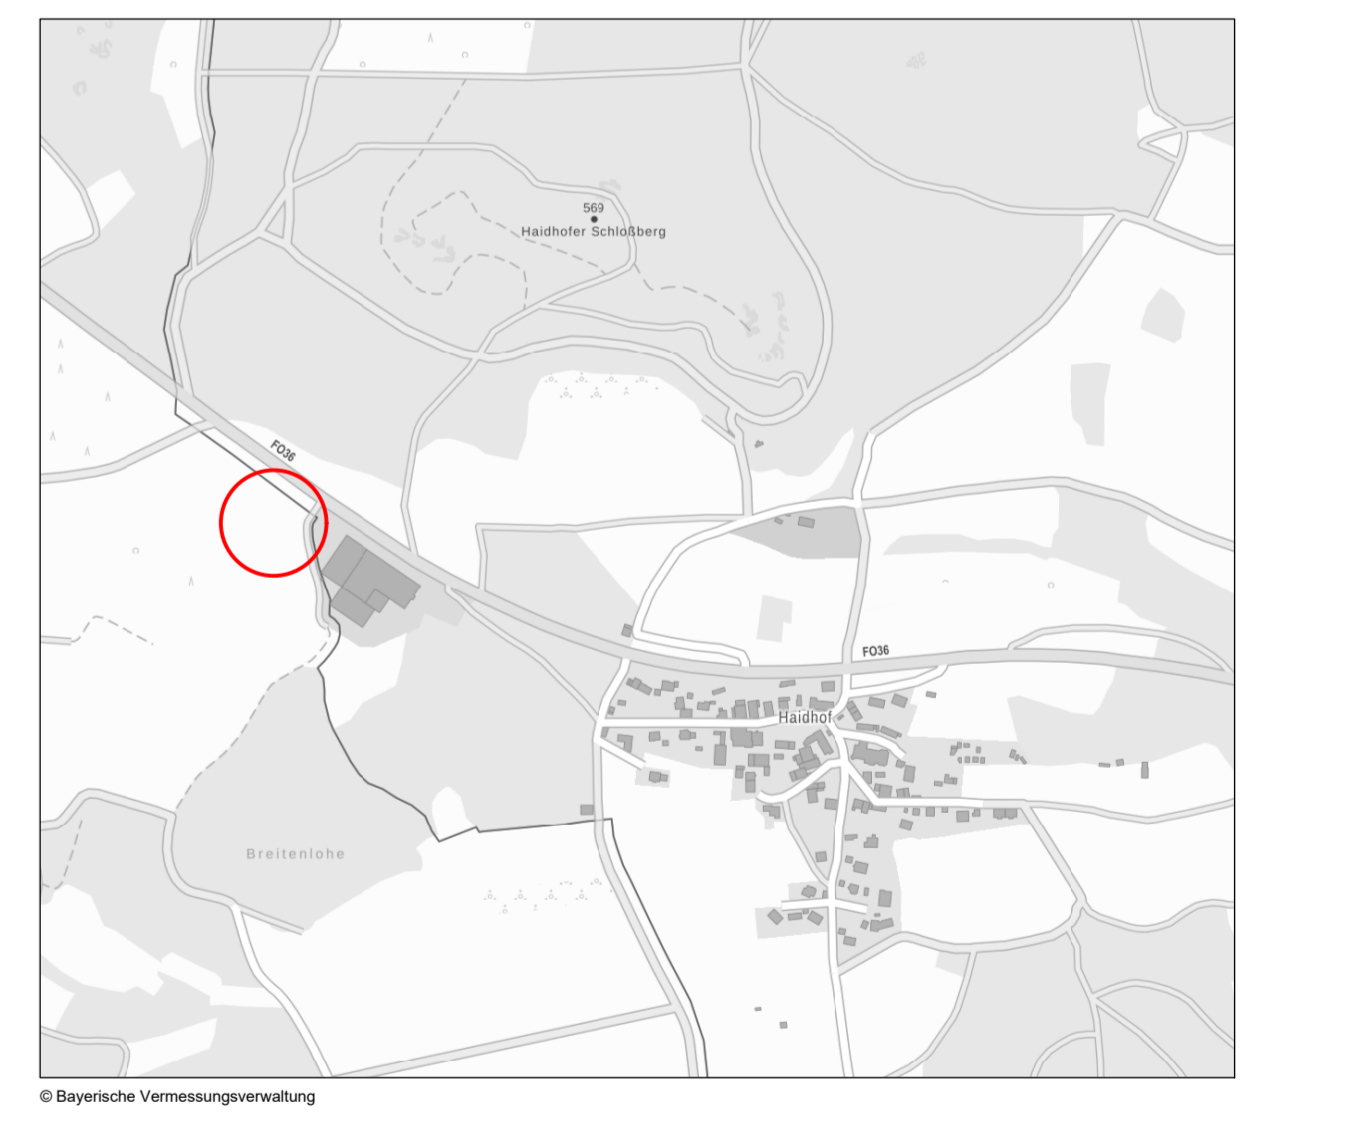 569
Haidhofer Schloßberg
FO36
FO36
Haidhof
Breitenlohe
© Bayerische Vermessungsverwaltung